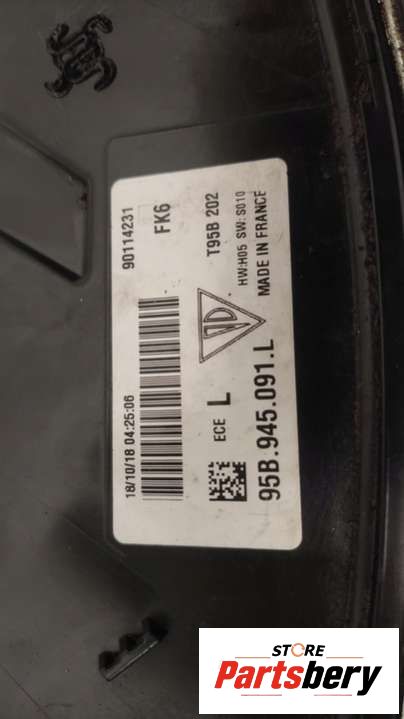 90114231
FK6
18/10/18 04:25:06
T95B 202
HW:H05 SW: S010
MADE IN FRANCE
ECE L
95B.945.091.L
STORE
Partsbery